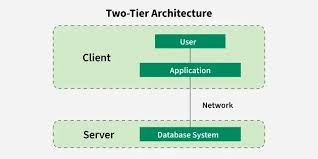 Two-Tier Architecture
User
Client
Application
Network
Server
Database System